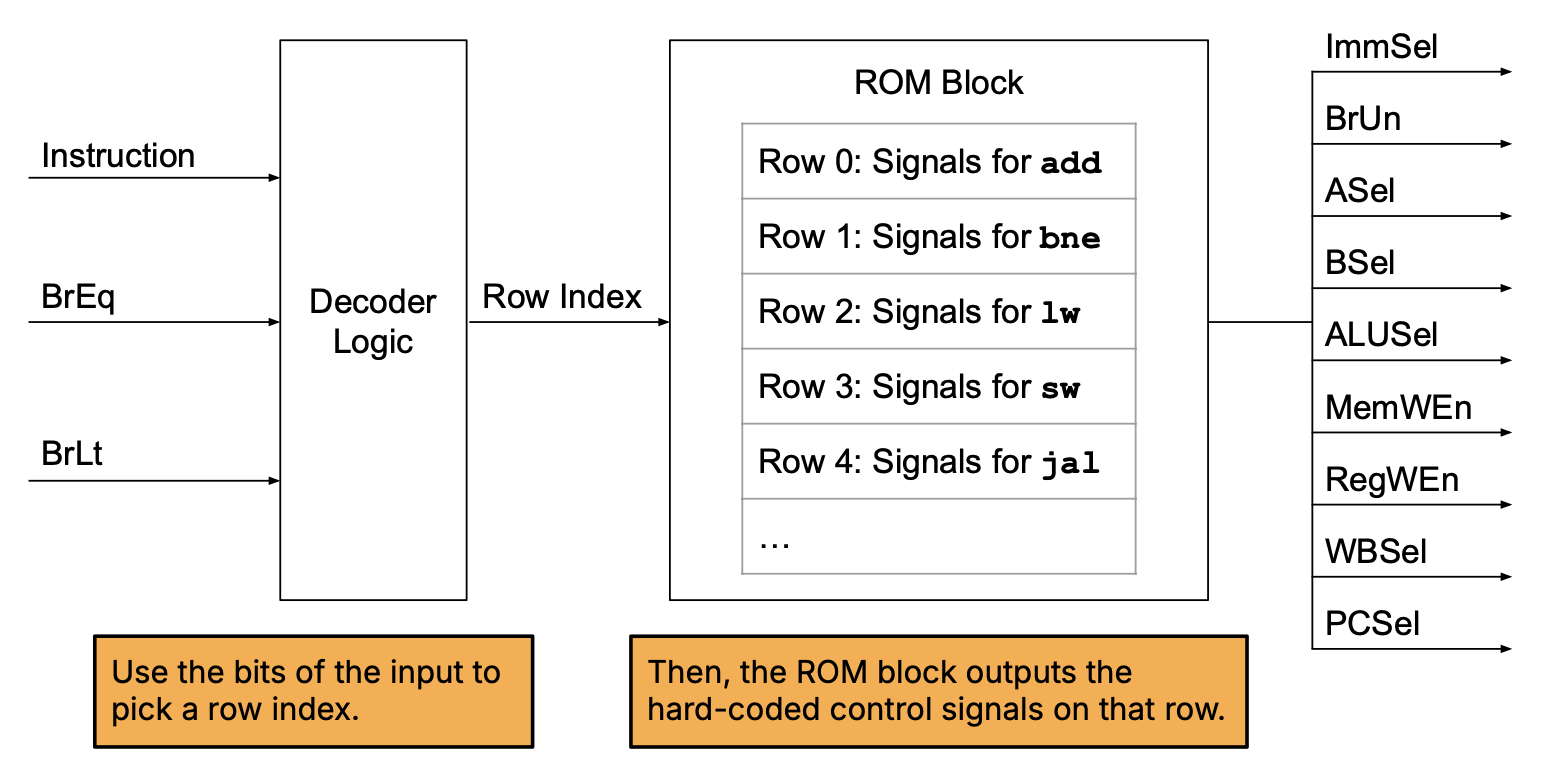 Instruction
BrEq
BrLt
Decoder
Logic
Row Index
ROM Block
Row 0: Signals for add
Row 1: Signals for bne
Row 2: Signals for lw
Row 3: Signals for sw
Row 4: Signals for jal
...
ImmSel
BrUn
ASel
BSel
ALUSel
MemWEn
RegWEn
WBSel
PCSel
Use the bits of the input to
pick a row index.
Then, the ROM block outputs the
hard-coded control signals on that row.